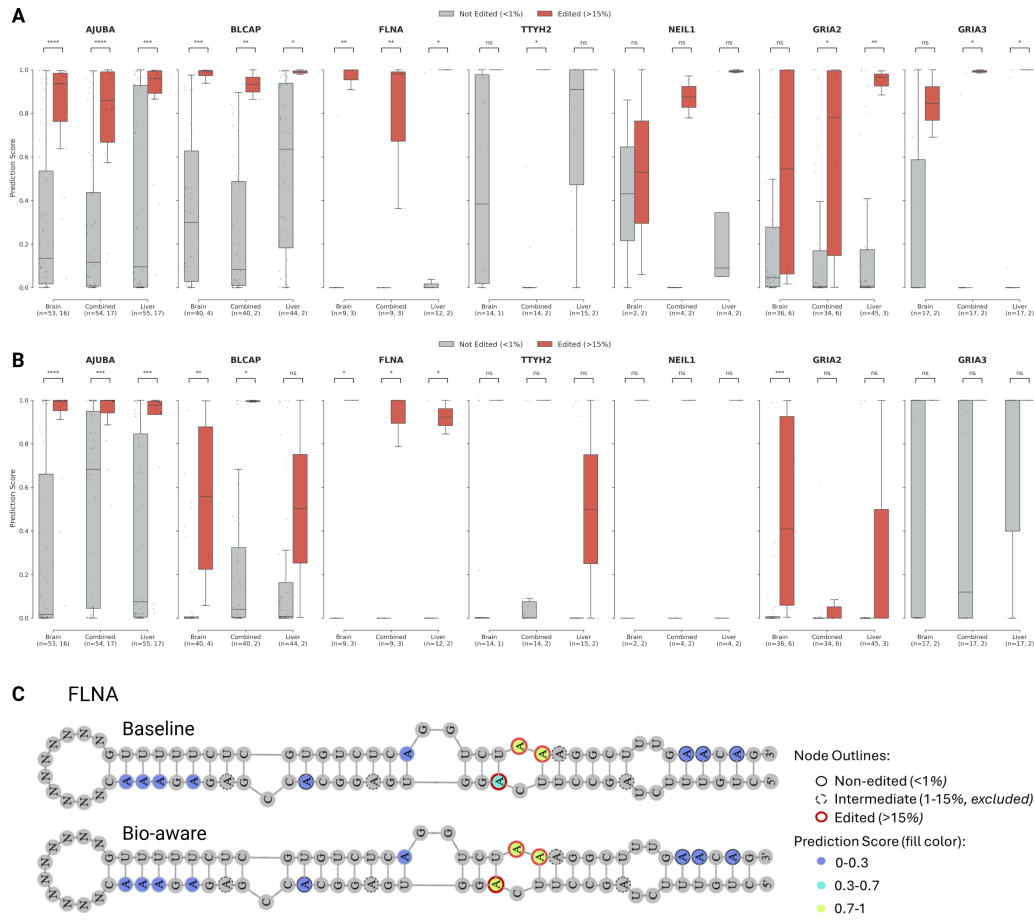 A
Not Edited (<1%) Edited (>15%)
AJUBA BLCAP FLNA TTYH2 NEIL1 GRIA2 GRIA3
**** **** *** *** ** * ** ** * ns * ns ns ns ns ns * ** ns * *
Prediction Score
1.0
0.8
0.6
0.4
0.2
0.0
Brain Combined Liver Brain Combined Liver Brain Combined Liver Brain Combined Liver Brain Combined Liver Brain Combined Liver Brain Combined Liver
(n=53, 16) (n=54, 17) (n=55, 17) (n=40, 4) (n=40, 2) (n=44, 2) (n=9, 3) (n=9, 3) (n=12, 2) (n=14, 1) (n=14, 2) (n=15, 2) (n=2, 2) (n=4, 2) (n=4, 2) (n=36, 6) (n=34, 6) (n=45, 3) (n=17, 2) (n=17, 2) (n=17, 2)
B
Not Edited (<1%) Edited (>15%)
AJUBA BLCAP FLNA TTYH2 NEIL1 GRIA2 GRIA3
**** *** *** ** * ns * * * ns ns ns ns ns ns *** ns ns ns ns ns
Prediction Score
1.0
0.8
0.6
0.4
0.2
0.0
Brain Combined Liver Brain Combined Liver Brain Combined Liver Brain Combined Liver Brain Combined Liver Brain Combined Liver Brain Combined Liver
(n=53, 16) (n=54, 17) (n=55, 17) (n=40, 4) (n=40, 2) (n=44, 2) (n=9, 3) (n=9, 3) (n=12, 2) (n=14, 1) (n=14, 2) (n=15, 2) (n=2, 2) (n=4, 2) (n=4, 2) (n=36, 6) (n=34, 6) (n=45, 3) (n=17, 2) (n=17, 2) (n=17, 2)
C FLNA
Baseline
Bio-aware
Node Outlines:
Non-edited (<1%)
Intermediate (1-15%, excluded)
Edited (>15%)
Prediction Score (fill color):
0-0.3
0.3-0.7
0.7-1